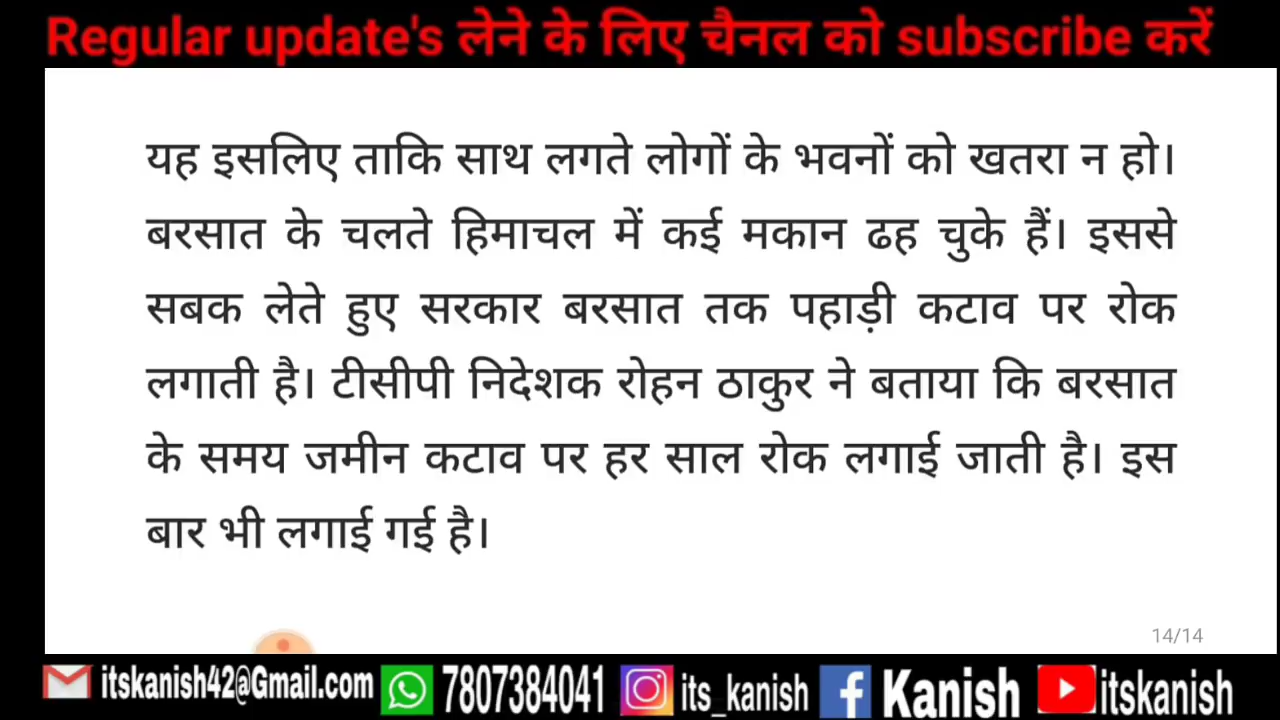 Regular update's लेने के लिए चैनल को subscribe करें
यह इसलिए ताकि साथ लगते लोगों के भवनों को खतरा न हो।
बरसात के चलते हिमाचल में कई मकान ढह चुके हैं। इससे
सबक लेते हुए सरकार बरसात तक पहाड़ी कटाव पर रोक
लगाती है। टीसीपी निदेशक रोहन ठाकुर ने बताया कि बरसात
के समय जमीन कटाव पर हर साल रोक लगाई जाती है। इस
बार भी लगाई गई है।
14/14
itskanish42@Gmail.com 7807384041 its_kanish Kanish itskanish